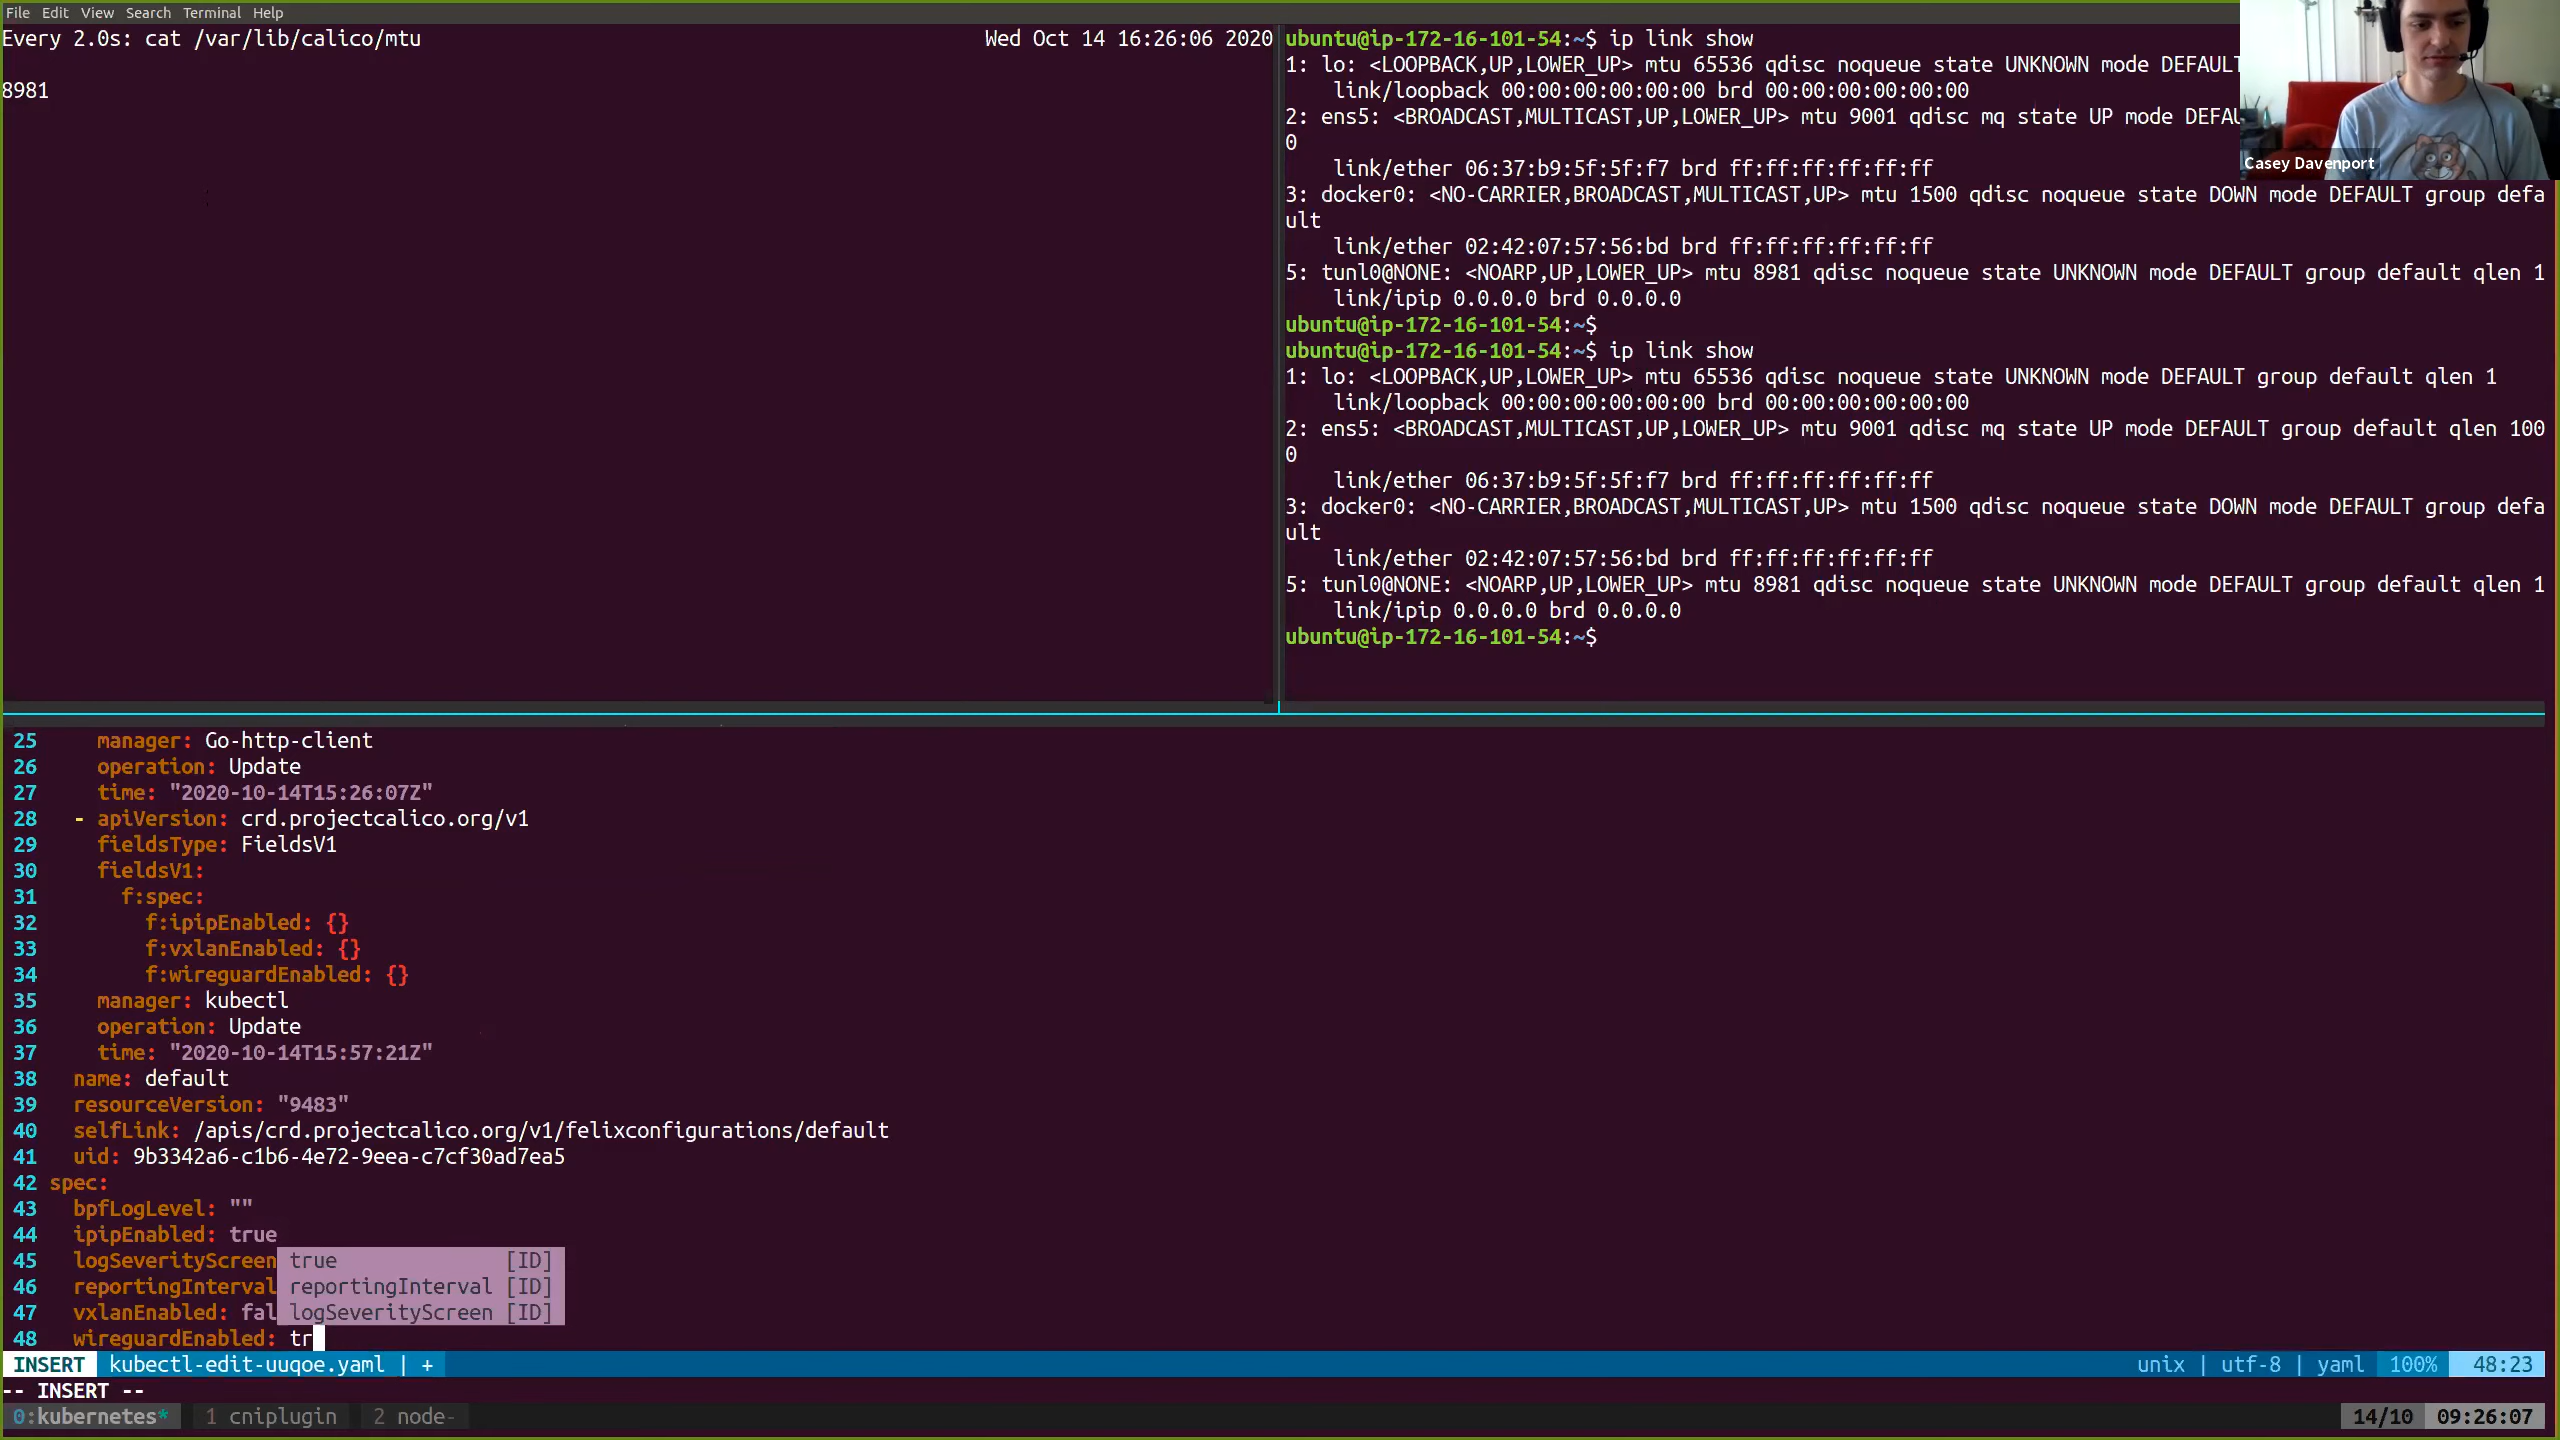 File Edit View Search Terminal Help
Every 2.0s: cat /var/lib/calico/mtu Wed Oct 14 16:26:06 2020
8981
ubuntu@ip-172-16-101-54:~$ ip link show
1: lo: <LOOPBACK,UP,LOWER_UP> mtu 65536 qdisc noqueue state UNKNOWN mode DEFAULT
link/loopback 00:00:00:00:00:00 brd 00:00:00:00:00:00
2: ens5: <BROADCAST,MULTICAST,UP,LOWER_UP> mtu 9001 qdisc mq state UP mode DEFAU
0
link/ether 06:37:b9:5f:5f:f7 brd ff:ff:ff:ff:ff:ff
3: docker0: <NO-CARRIER,BROADCAST,MULTICAST,UP> mtu 1500 qdisc noqueue state DOWN mode DEFAULT group defa
ult
link/ether 02:42:07:57:56:bd brd ff:ff:ff:ff:ff:ff
5: tunl0@NONE: <NOARP,UP,LOWER_UP> mtu 8981 qdisc noqueue state UNKNOWN mode DEFAULT group default qlen 1
link/ipip 0.0.0.0 brd 0.0.0.0
ubuntu@ip-172-16-101-54:~$
ubuntu@ip-172-16-101-54:~$ ip link show
1: lo: <LOOPBACK,UP,LOWER_UP> mtu 65536 qdisc noqueue state UNKNOWN mode DEFAULT group default qlen 1
link/loopback 00:00:00:00:00:00 brd 00:00:00:00:00:00
2: ens5: <BROADCAST,MULTICAST,UP,LOWER_UP> mtu 9001 qdisc mq state UP mode DEFAULT group default qlen 100
0
link/ether 06:37:b9:5f:5f:f7 brd ff:ff:ff:ff:ff:ff
3: docker0: <NO-CARRIER,BROADCAST,MULTICAST,UP> mtu 1500 qdisc noqueue state DOWN mode DEFAULT group defa
ult
link/ether 02:42:07:57:56:bd brd ff:ff:ff:ff:ff:ff
5: tunl0@NONE: <NOARP,UP,LOWER_UP> mtu 8981 qdisc noqueue state UNKNOWN mode DEFAULT group default qlen 1
link/ipip 0.0.0.0 brd 0.0.0.0
ubuntu@ip-172-16-101-54:~$
Casey Davenport
25 manager: Go-http-client
26 operation: Update
27 time: "2020-10-14T15:26:07Z"
28 - apiVersion: crd.projectcalico.org/v1
29 fieldsType: FieldsV1
30 fieldsV1:
31 f:spec:
32 f:ipipEnabled: {}
33 f:vxlanEnabled: {}
34 f:wireguardEnabled: {}
35 manager: kubectl
36 operation: Update
37 time: "2020-10-14T15:57:21Z"
38 name: default
39 resourceVersion: "9483"
40 selfLink: /apis/crd.projectcalico.org/v1/felixconfigurations/default
41 uid: 9b3342a6-c1b6-4e72-9eea-c7cf30ad7ea5
42 spec:
43 bpfLogLevel: ""
44 ipipEnabled: true
45 logSeverityScreen true [ID]
46 reportingInterval reportingInterval [ID]
47 vxlanEnabled: fal logSeverityScreen [ID]
48 wireguardEnabled: tr
INSERT kubectl-edit-uuqoe.yaml | + unix | utf-8 | yaml 100% 48:23
-- INSERT --
0:kubernetes* 1 cniplugin 2 node- 14/10 09:26:07